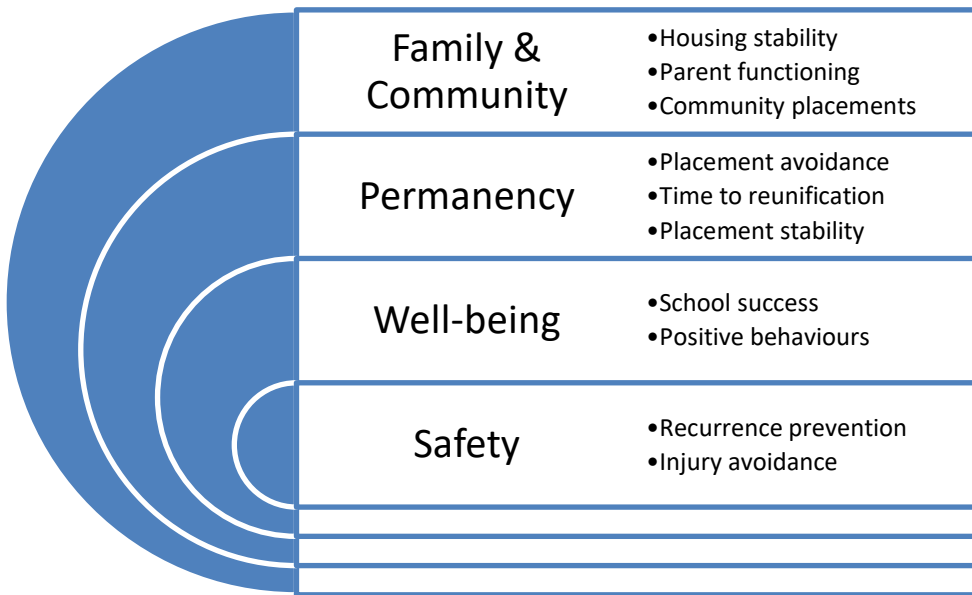 Family &
Community
•Housing stability
•Parent functioning
•Community placements
Permanency
•Placement avoidance
•Time to reunification
•Placement stability
Well-being
•School success
•Positive behaviours
Safety
•Recurrence prevention
•Injury avoidance